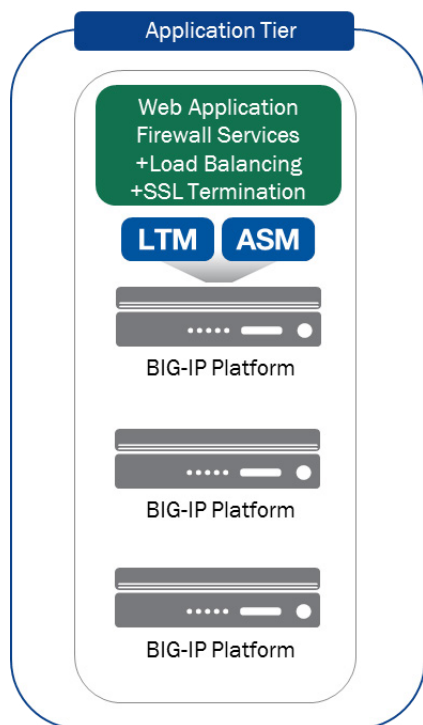 Application Tier
Web Application
Firewall Services
+Load Balancing
+SSL Termination
LTM ASM
BIG-IP Platform
BIG-IP Platform
BIG-IP Platform